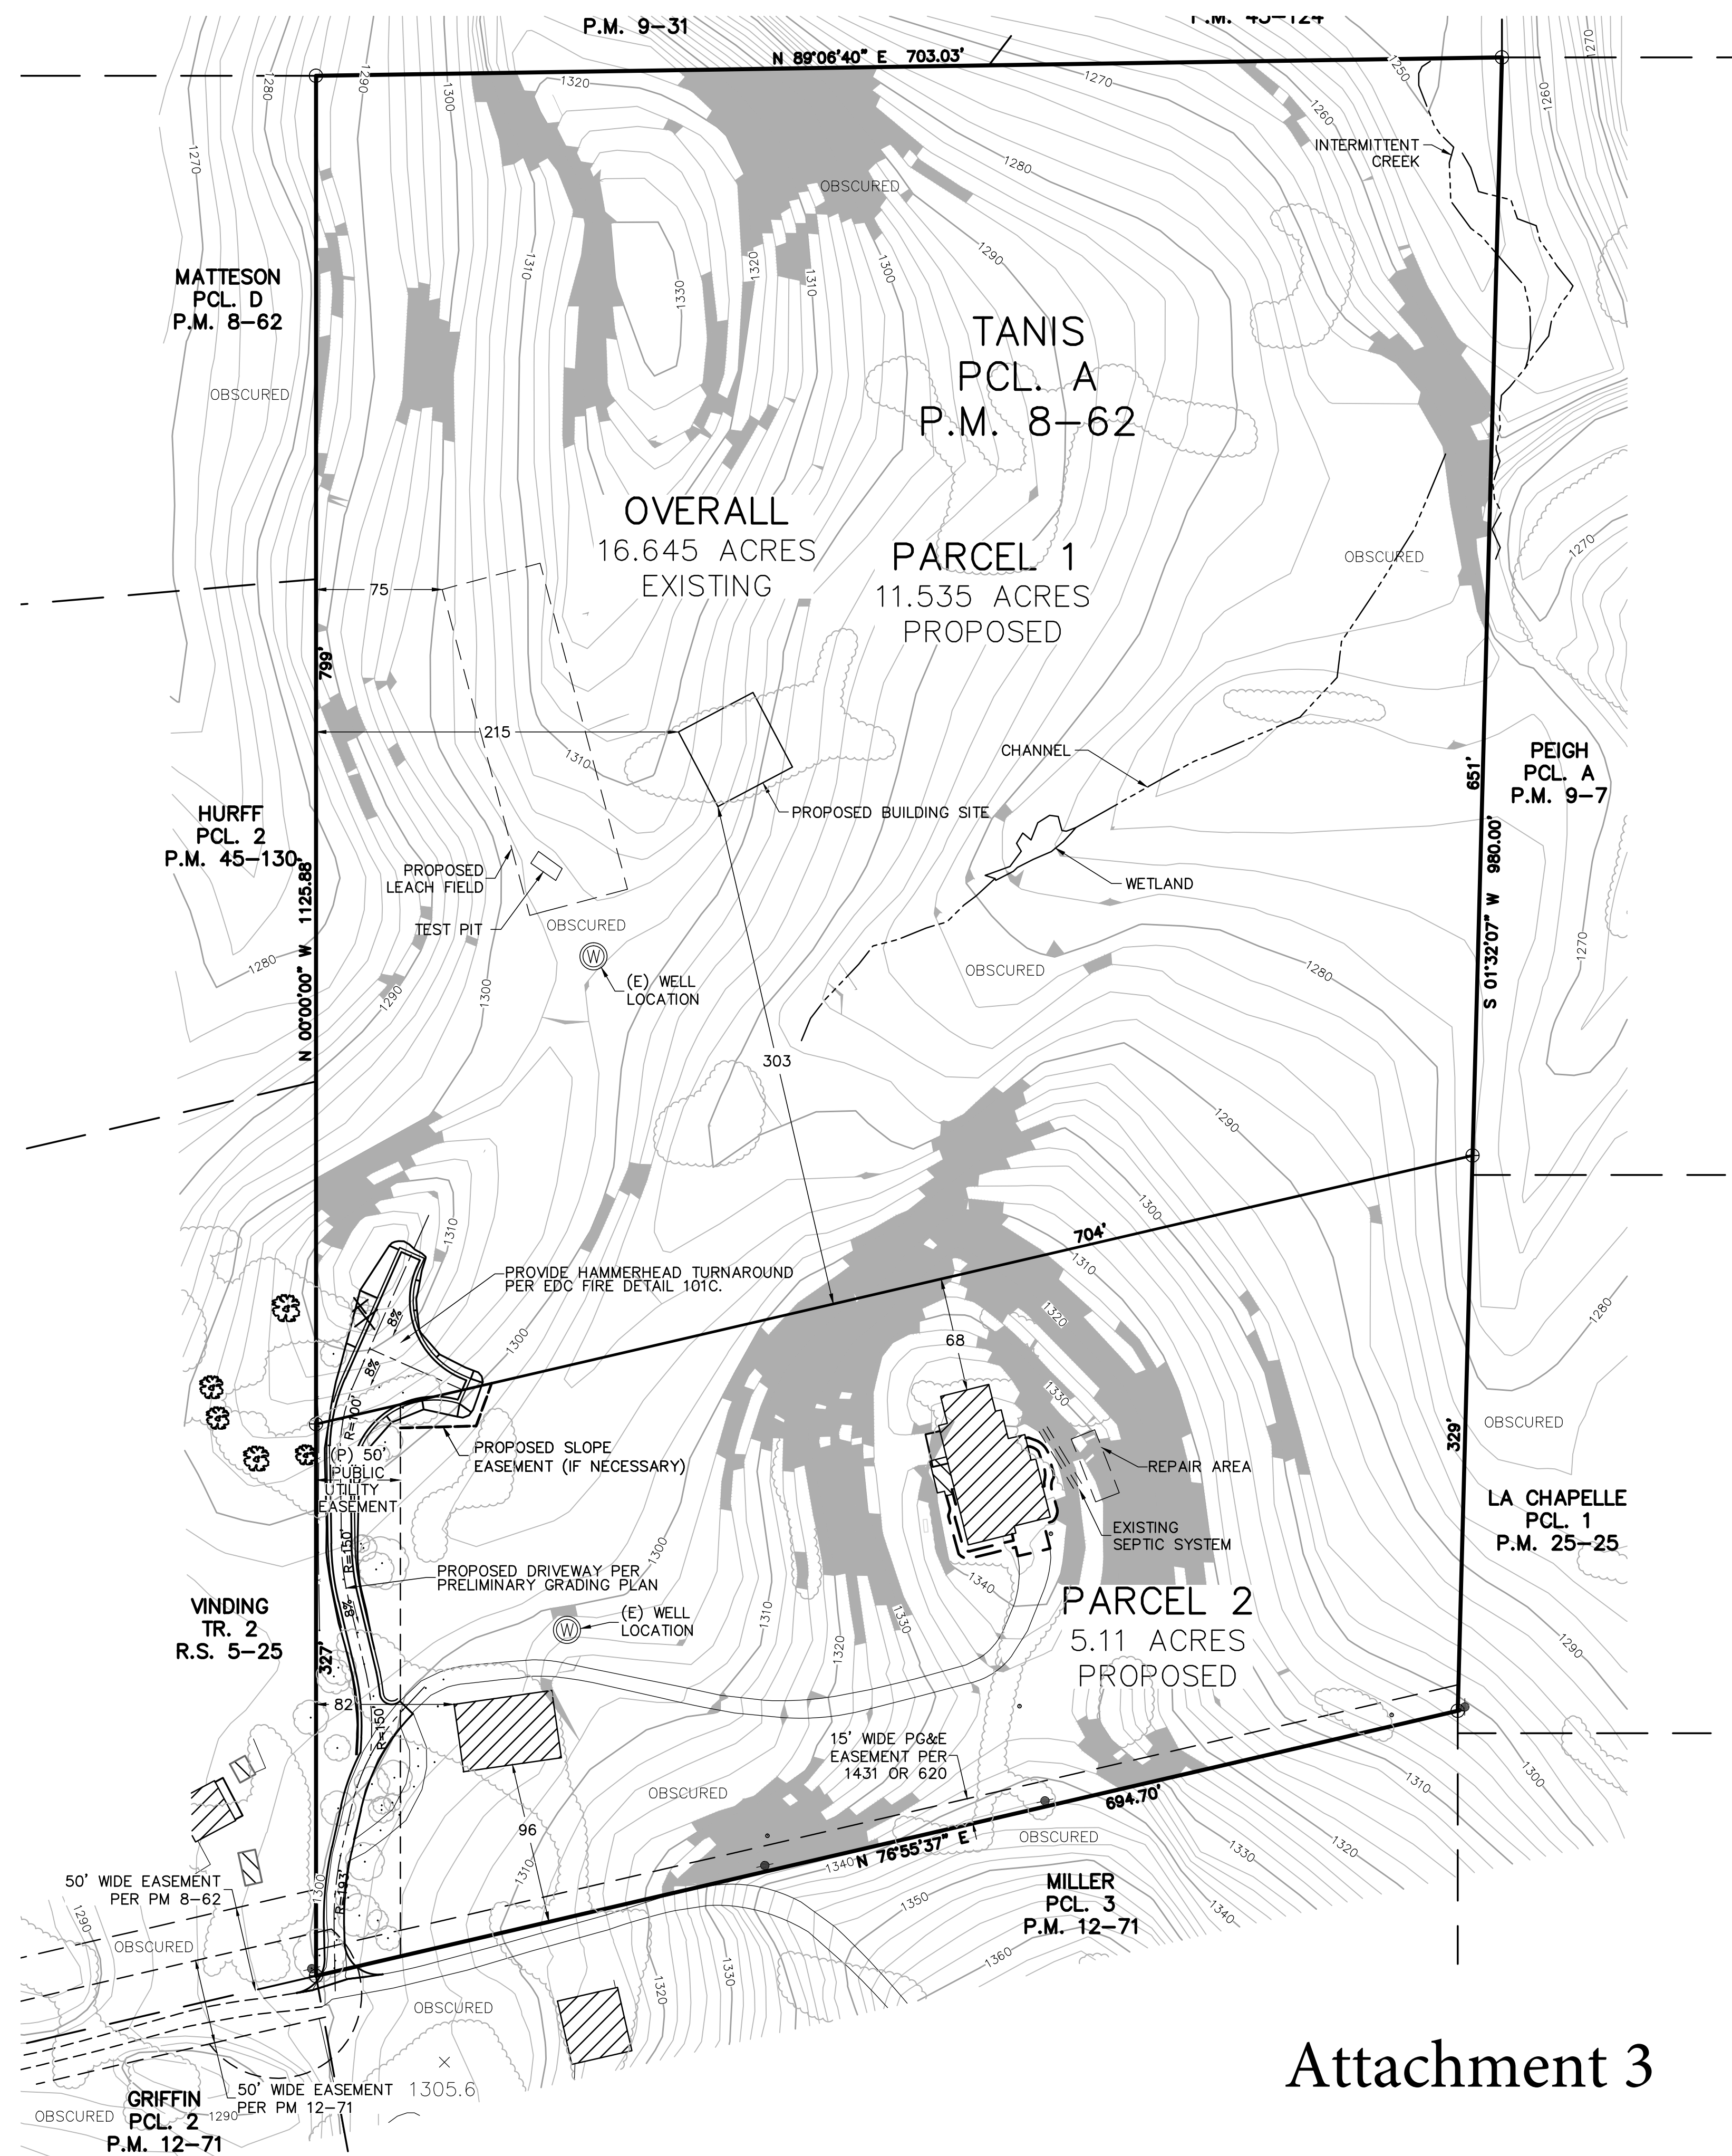 P.M. 9-31
P.M. 45-124
N 89°06'40" E 703.03'
1280
1290
1300
1320
1270
1250
1260
1270
1260
INTERMITTENT
CREEK
1270
1280
OBSCURED
1290
1310
1330
1320
1310
1300
MATTESON
PCL. D
P.M. 8-62
OBSCURED
TANIS
PCL. A
P.M. 8-62
OVERALL
16.645 ACRES
EXISTING
PARCEL 1
11.535 ACRES
PROPOSED
OBSCURED
1270
75
799'
215
1310
CHANNEL
PROPOSED BUILDING SITE
651'
PEIGH
PCL. A
P.M. 9-7
HURFF
PCL. 2
P.M. 45-130
N 00°00'00" W 1125.88'
PROPOSED
LEACH FIELD
TEST PIT
WETLAND
S 01°32'07" W 980.00'
OBSCURED
1280
1290
1300
(E) WELL
LOCATION
OBSCURED
1280
1270
303
1290
1300
704'
1310
1310
PROVIDE HAMMERHEAD TURNAROUND
PER EDC FIRE DETAIL 101C.
8%
8%
1300
68
1320
1330
1280
R=100'
329'
OBSCURED
(P) 50'
PUBLIC
UTILITY
EASEMENT
PROPOSED SLOPE
EASEMENT (IF NECESSARY)
REPAIR AREA
LA CHAPELLE
PCL. 1
P.M. 25-25
EXISTING
SEPTIC SYSTEM
R=150'
1300
PROPOSED DRIVEWAY PER
PRELIMINARY GRADING PLAN
1340
8%
VINDING
TR. 2
R.S. 5-25
(E) WELL
LOCATION
1310
1320
1330
PARCEL 2
5.11 ACRES
PROPOSED
1290
327'
82
R=150'
15' WIDE PG&E
EASEMENT PER
1431 OR 620
OBSCURED
1310
1300
694.70'
96
N 76°55'37" E
OBSCURED
1340
1330
1320
1310
50' WIDE EASEMENT
PER PM 8-62
1300
R=193'
MILLER
PCL. 3
P.M. 12-71
1350
1340
1290
OBSCURED
1360
1330
1320
OBSCURED
1305.6
Attachment 3
50' WIDE EASEMENT
PER PM 12-71
GRIFFIN
PCL. 2
P.M. 12-71
OBSCURED
1290
W
W